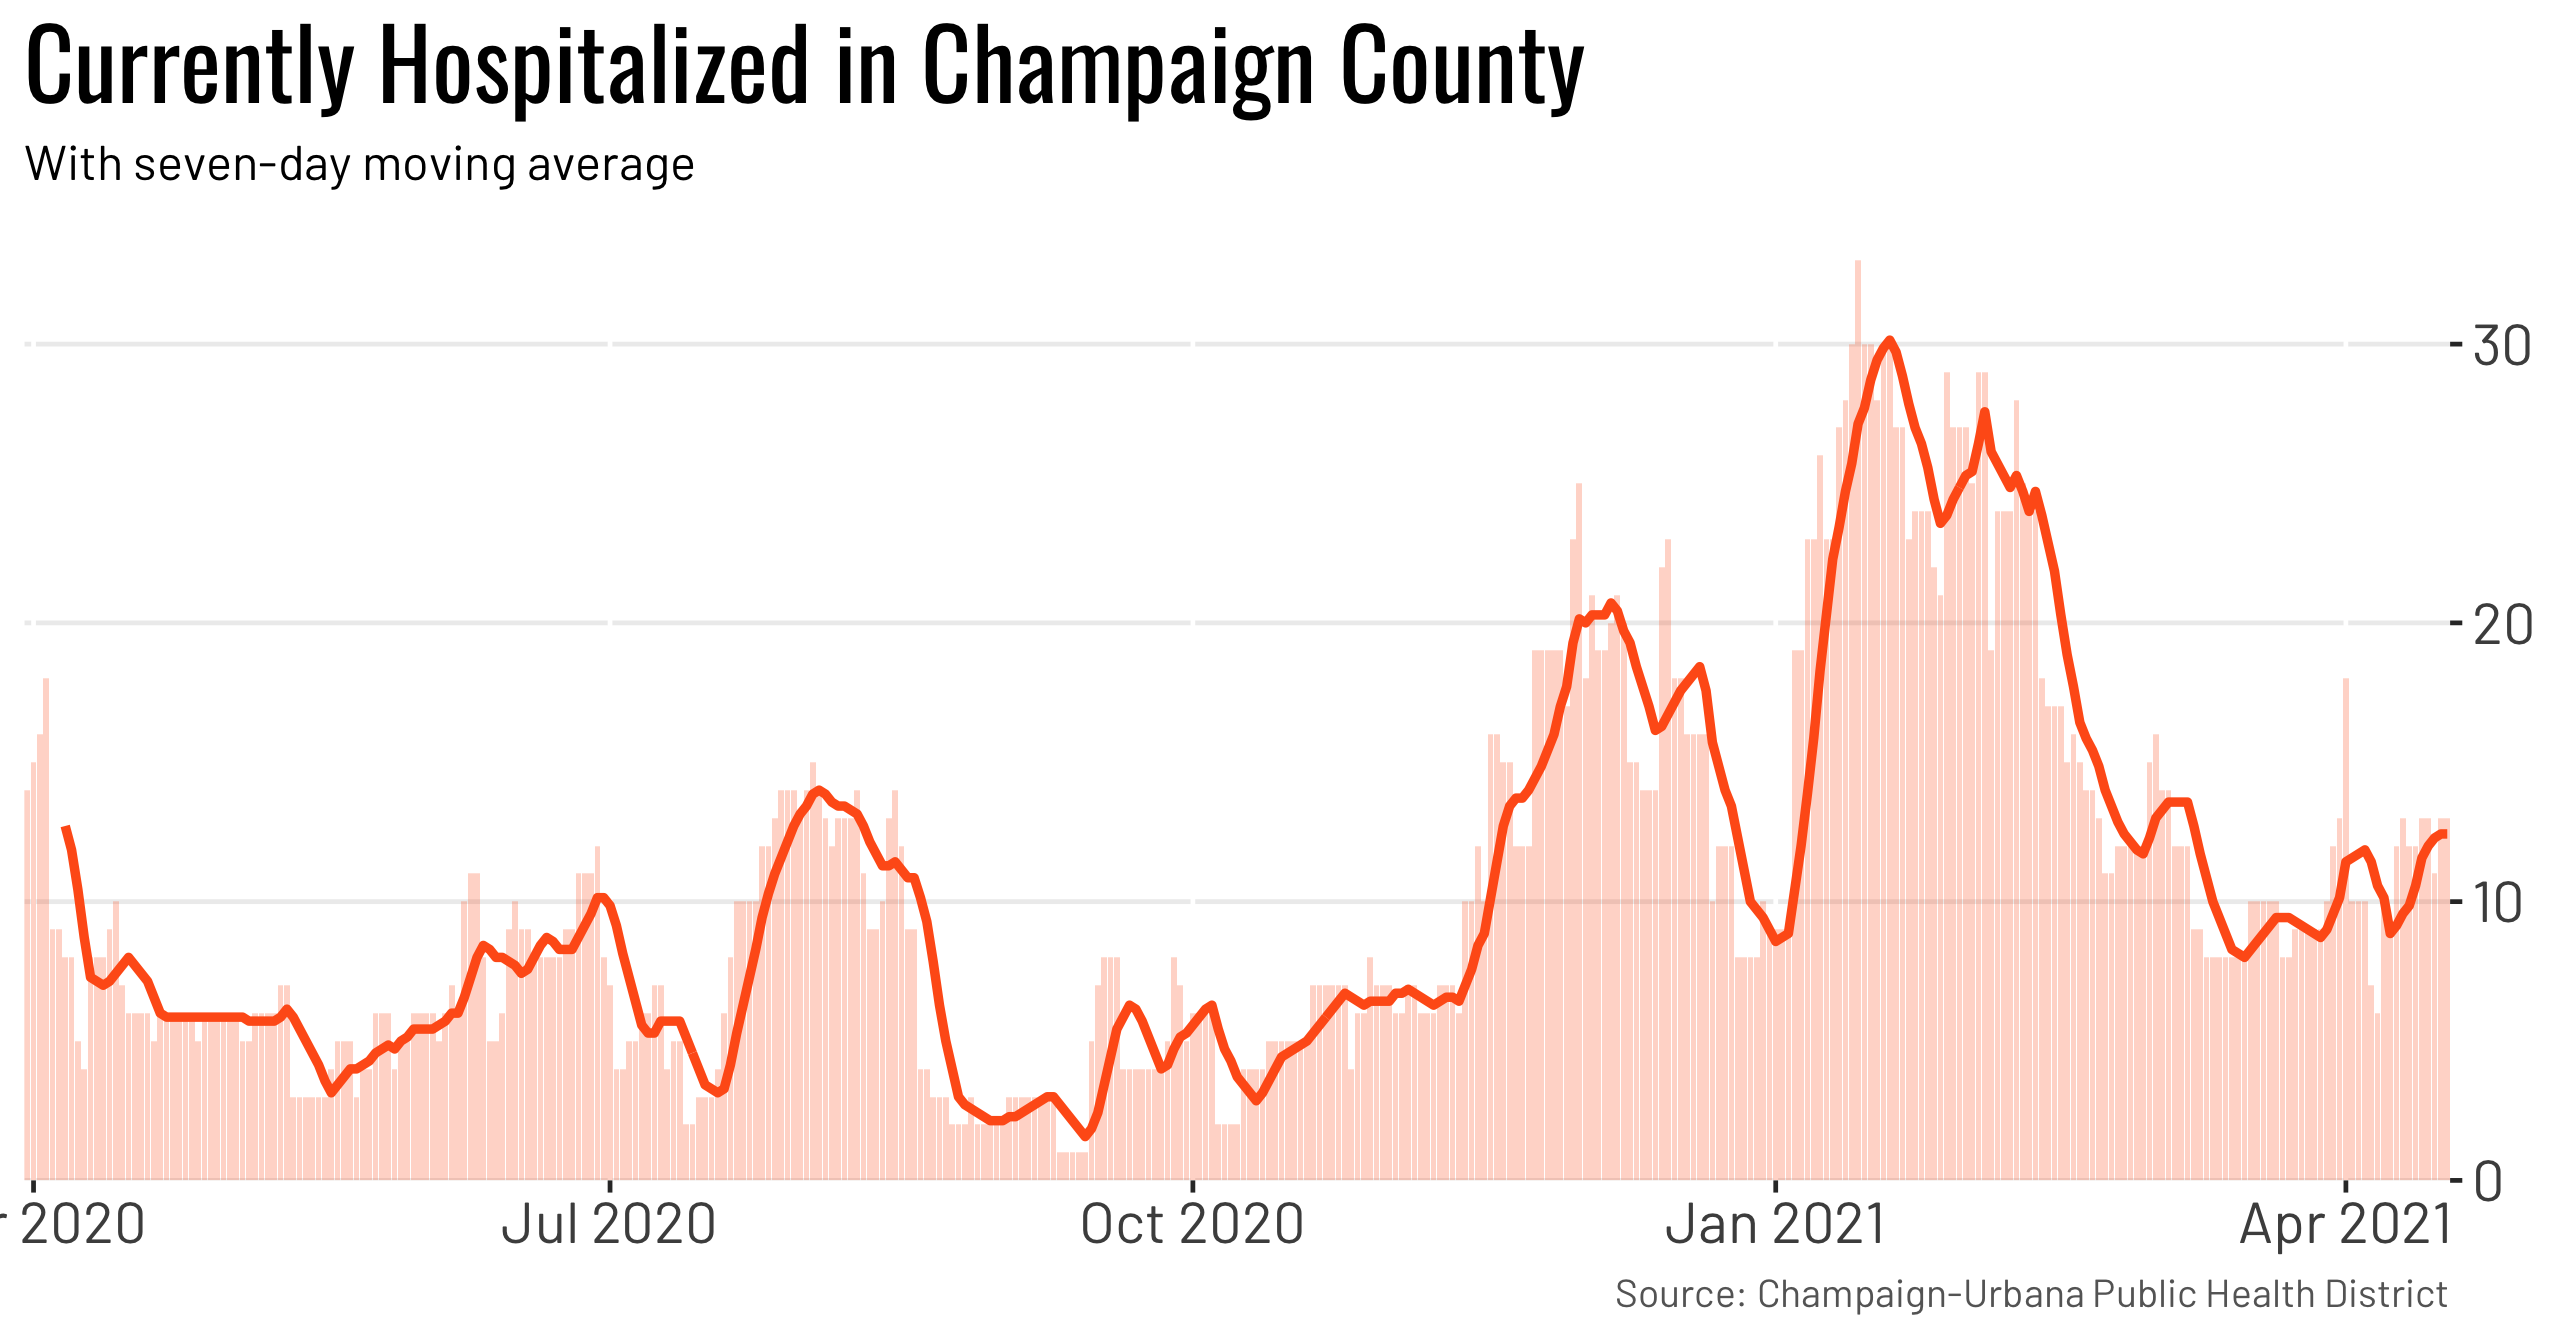 Currently Hospitalized in Champaign County
With seven-day moving average
30
20
10
0
r 2020
Jul 2020
Oct 2020
Jan 2021
Apr 2021
Source: Champaign-Urbana Public Health District